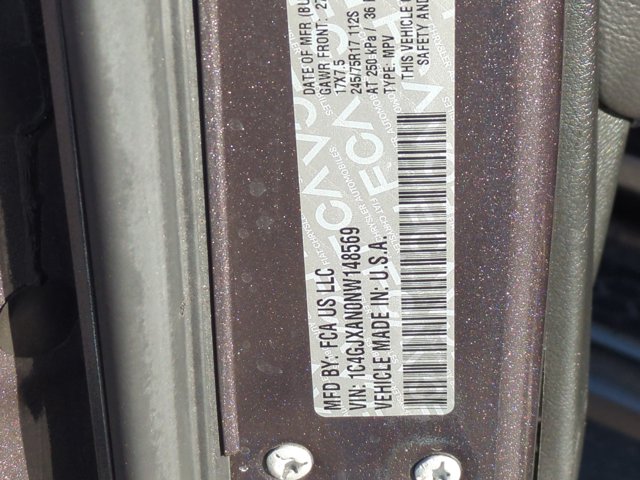 MFD BY: FCA US LLC
DATE OF MFR
GAWR FRONT:
17X7.5
VIN: 1C4GJXAN0NW148569
245/75R17 112S
AT 250 kPa / 36
VEHICLE MADE IN: U.S.A.
TYPE: MPV
THIS VEHICLE
SAFETY AND